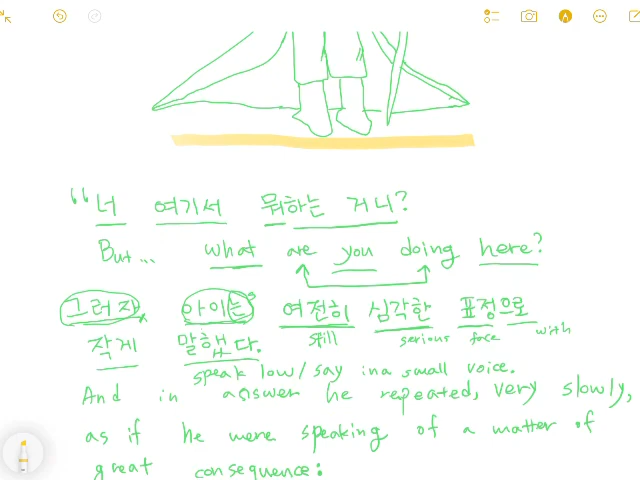 “너 여기서 뭐하는 거니?
But... what are you doing here?
그러자 아이는 여전히 심각한 표정으로
still serious face with
작게 말했다.
speak low/say in a small voice.
And in answer he repeated, very slowly,
as if he were speaking of a matter of
great consequence: